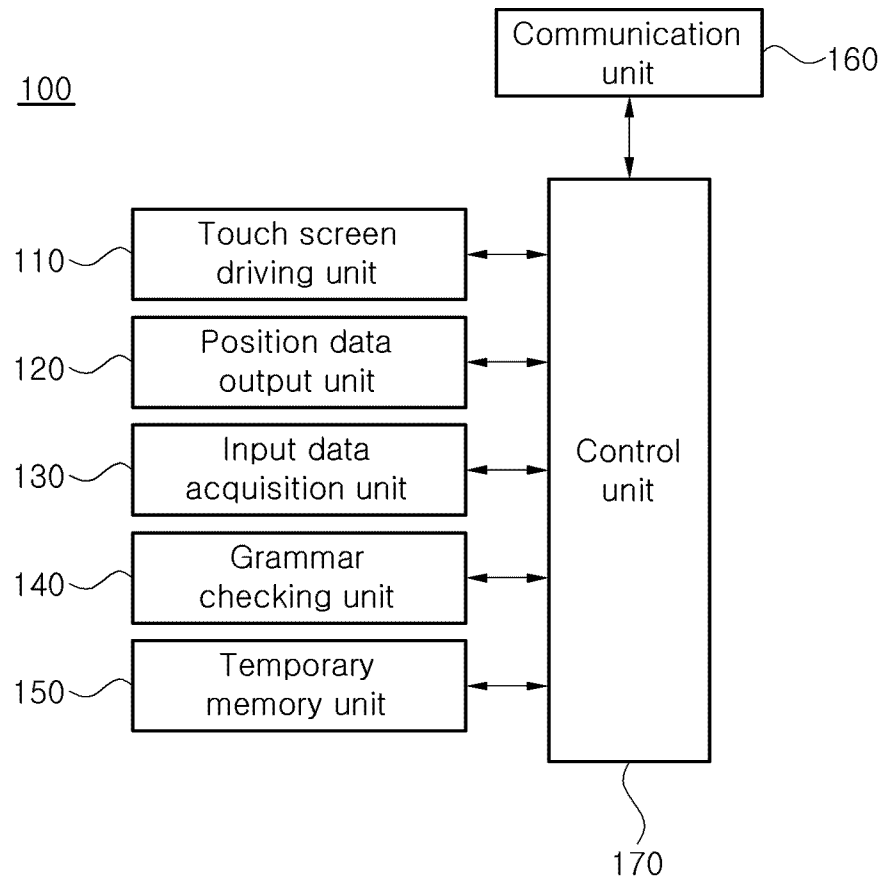 Communication
unit
160
100
Touch screen
driving unit
110
Position data
output unit
120
Input data
acquisition unit
130
Control
unit
Grammar
checking unit
140
Temporary
memory unit
150
170